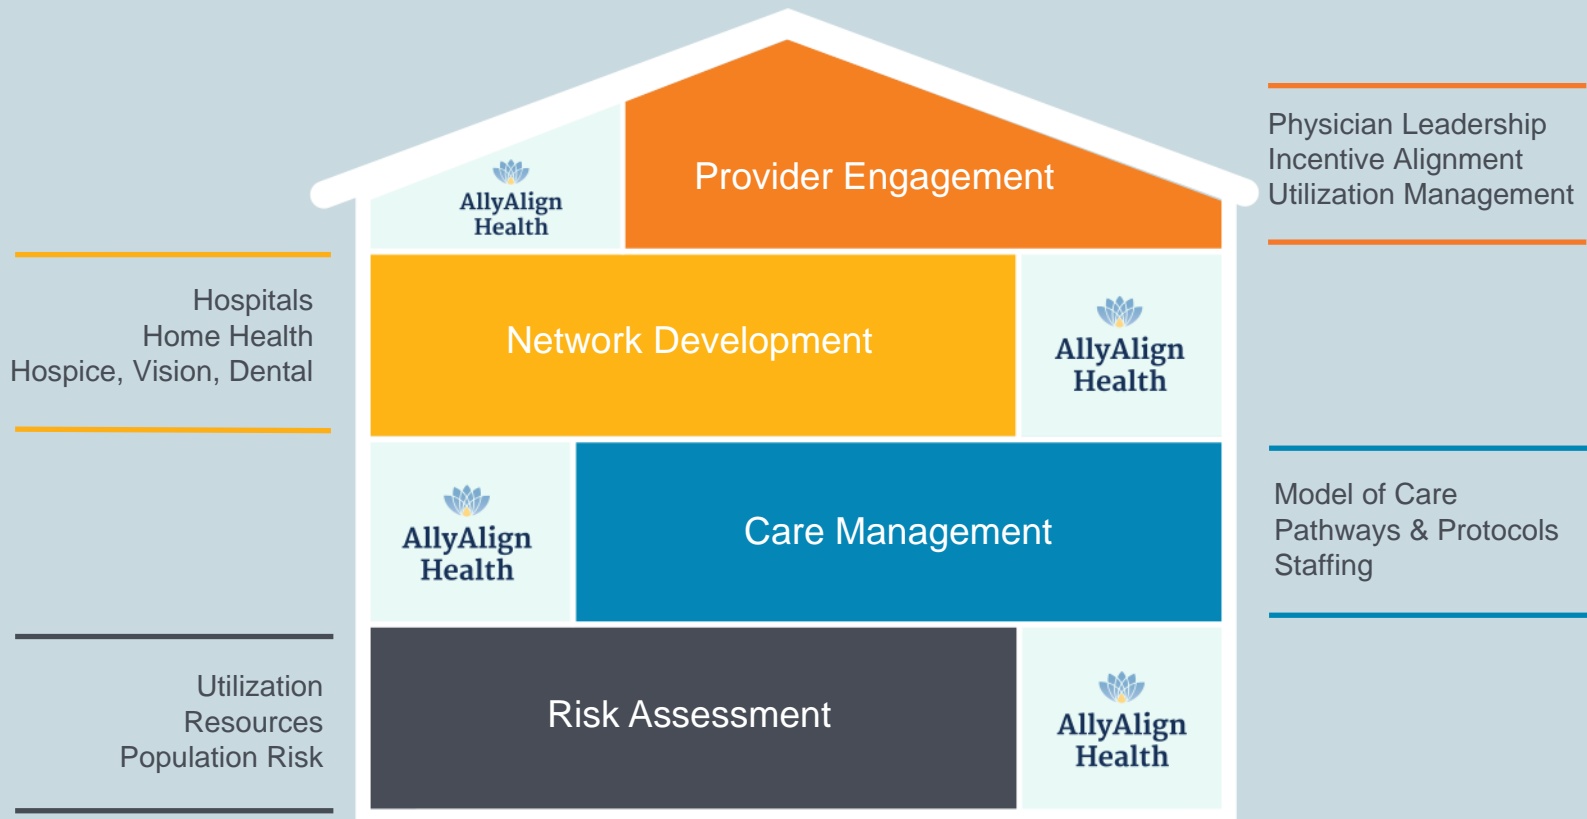 AllyAlign
Health
Provider Engagement
Physician Leadership
Incentive Alignment
Utilization Management
Hospitals
Home Health
Hospice, Vision, Dental
Network Development
AllyAlign
Health
AllyAlign
Health
Care Management
Model of Care
Pathways & Protocols
Staffing
Utilization
Resources
Population Risk
Risk Assessment
AllyAlign
Health